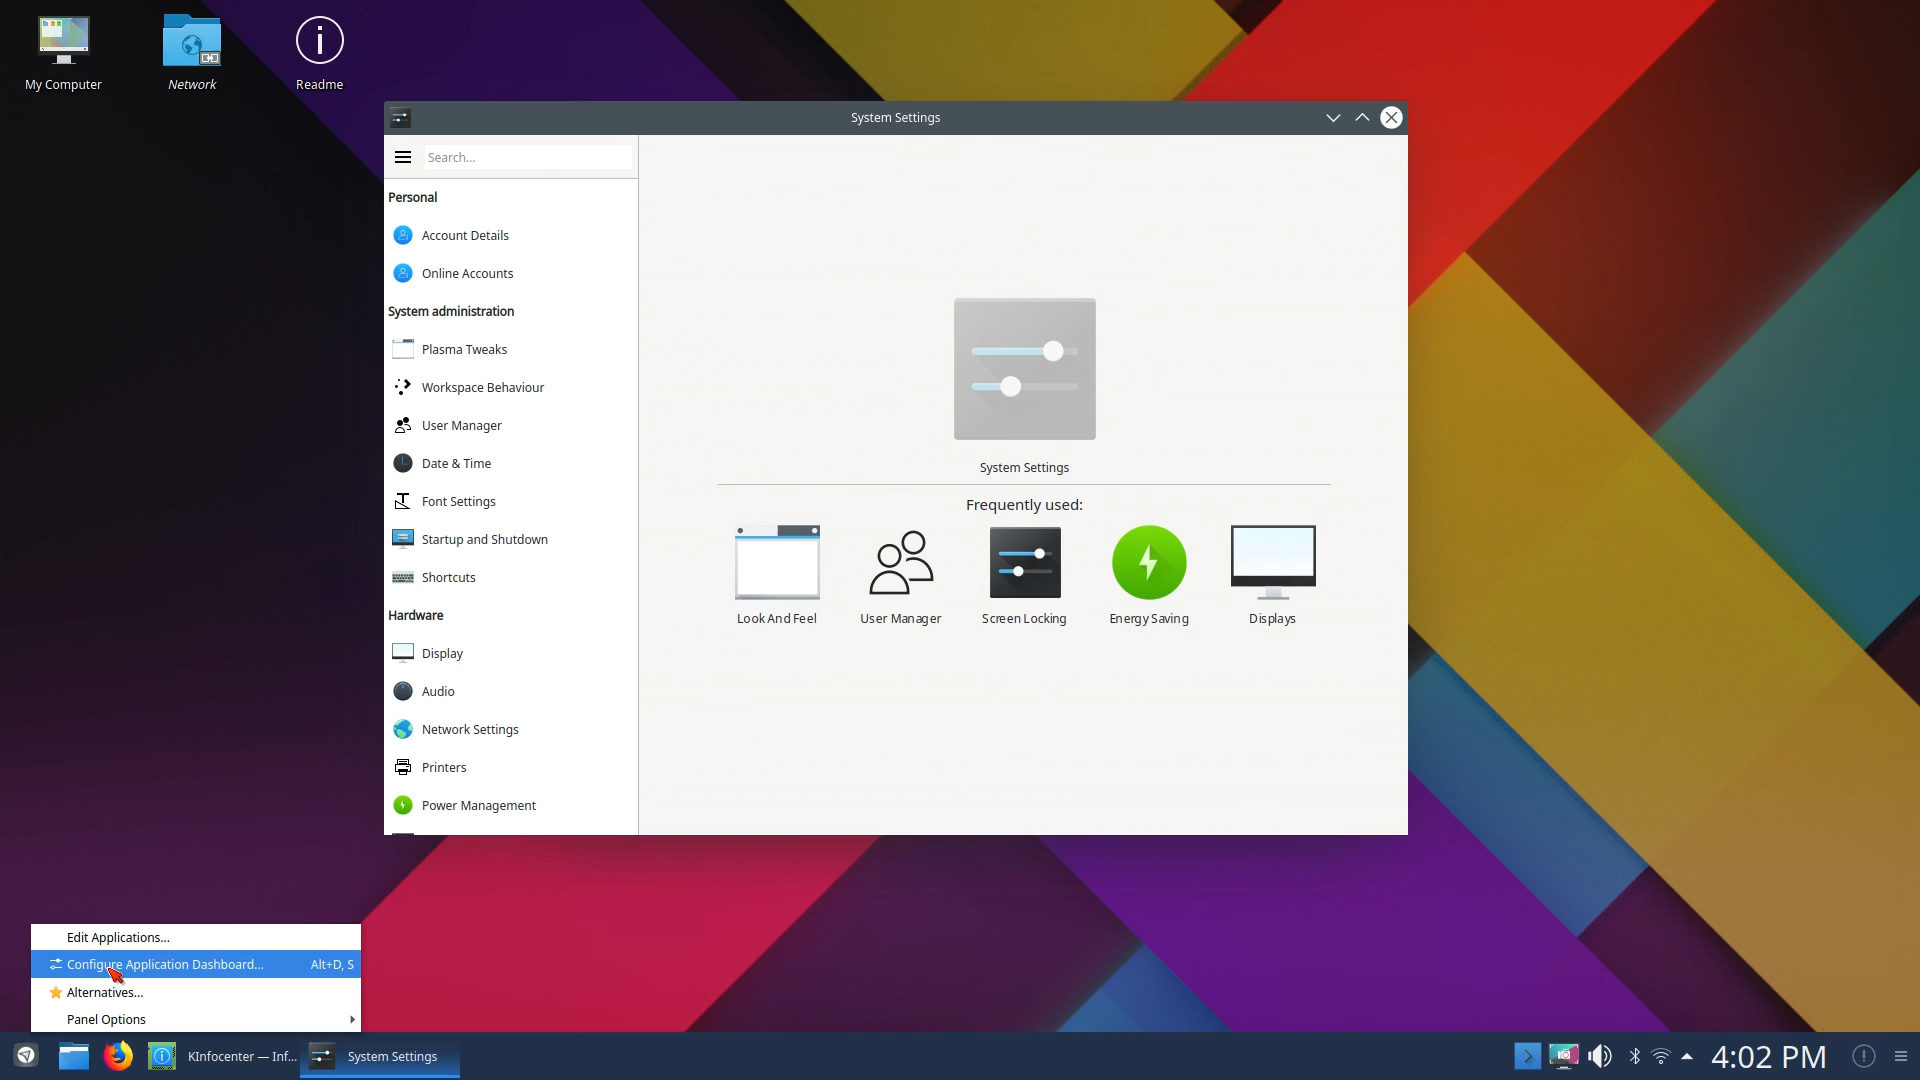 My Computer
Network
Readme
System Settings
Search...
Personal
Account Details
Online Accounts
System administration
Plasma Tweaks
Workspace Behaviour
User Manager
Date & Time
Font Settings
Startup and Shutdown
Shortcuts
Hardware
Display
Audio
Network Settings
Printers
Power Management
System Settings
Frequently used:
Look And Feel
User Manager
Screen Locking
Energy Saving
Displays
Edit Applications...
Configure Application Dashboard... Alt+D, S
Alternatives...
Panel Options
KInfocenter — Inf...
System Settings
4:02 PM